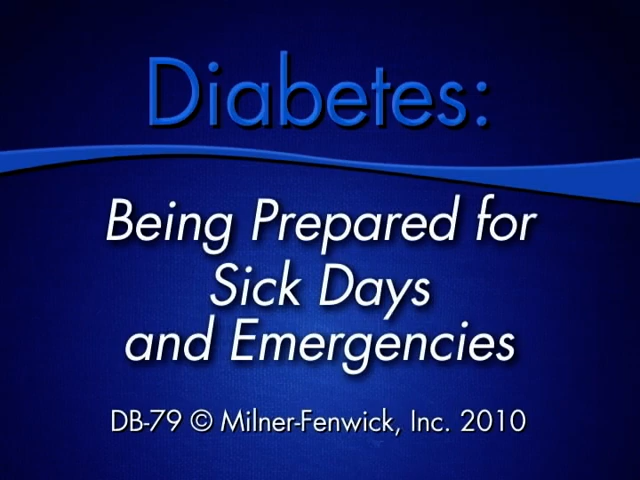 Diabetes:
Being Prepared for
Sick Days
and Emergencies
DB-79 © Milner-Fenwick, Inc. 2010